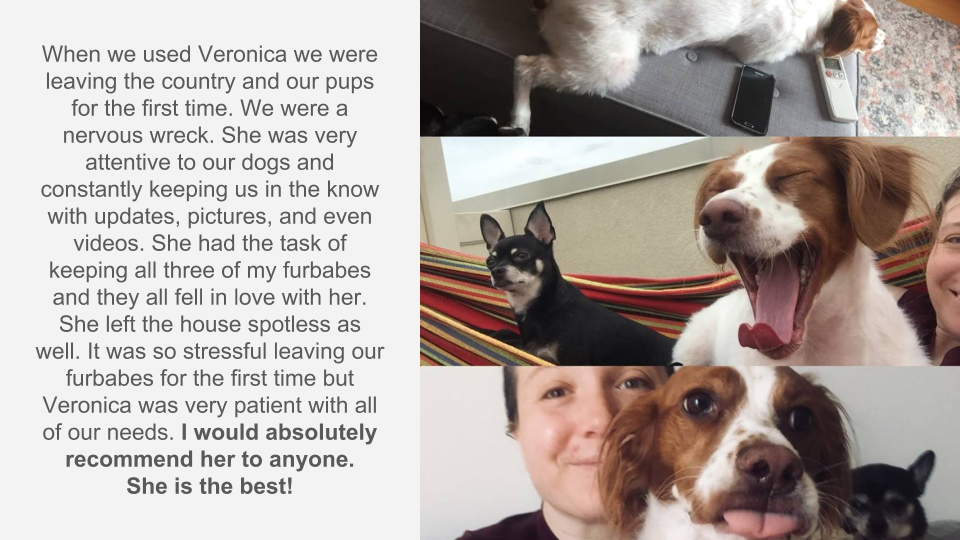 When we used Veronica we were
leaving the country and our pups
for the first time. We were a
nervous wreck. She was very
attentive to our dogs and
constantly keeping us in the know
with updates, pictures, and even
videos. She had the task of
keeping all three of my furbabes
and they all fell in love with her.
She left the house spotless as
well. It was so stressful leaving our
furbabes for the first time but
Veronica was very patient with all
of our needs. I would absolutely
recommend her to anyone.
She is the best!